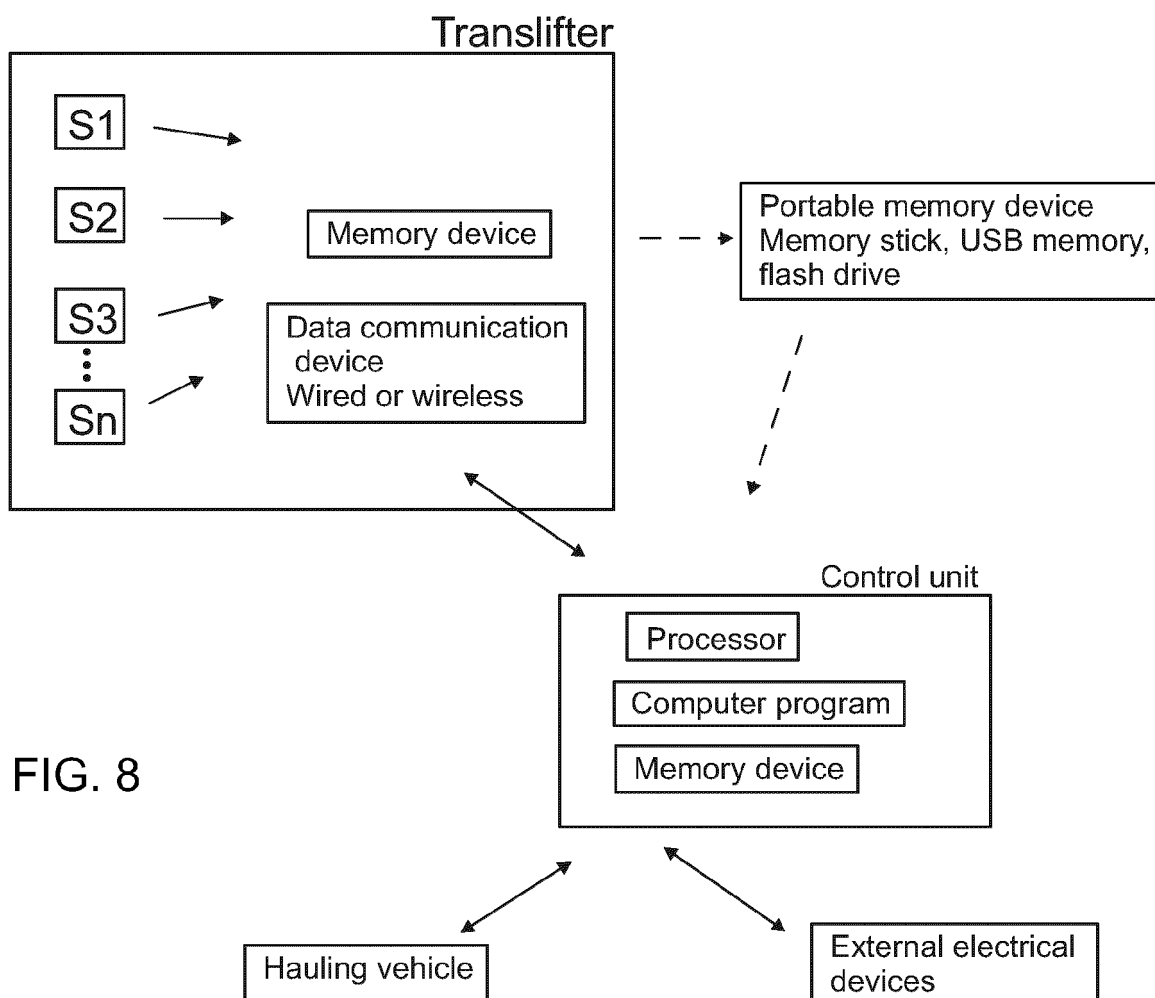 Translifter
S1
S2
S3
Sn
Memory device
Data communication
device
Wired or wireless
Portable memory device
Memory stick, USB memory,
flash drive
Control unit
Processor
Computer program
Memory device
FIG. 8
Hauling vehicle
External electrical
devices